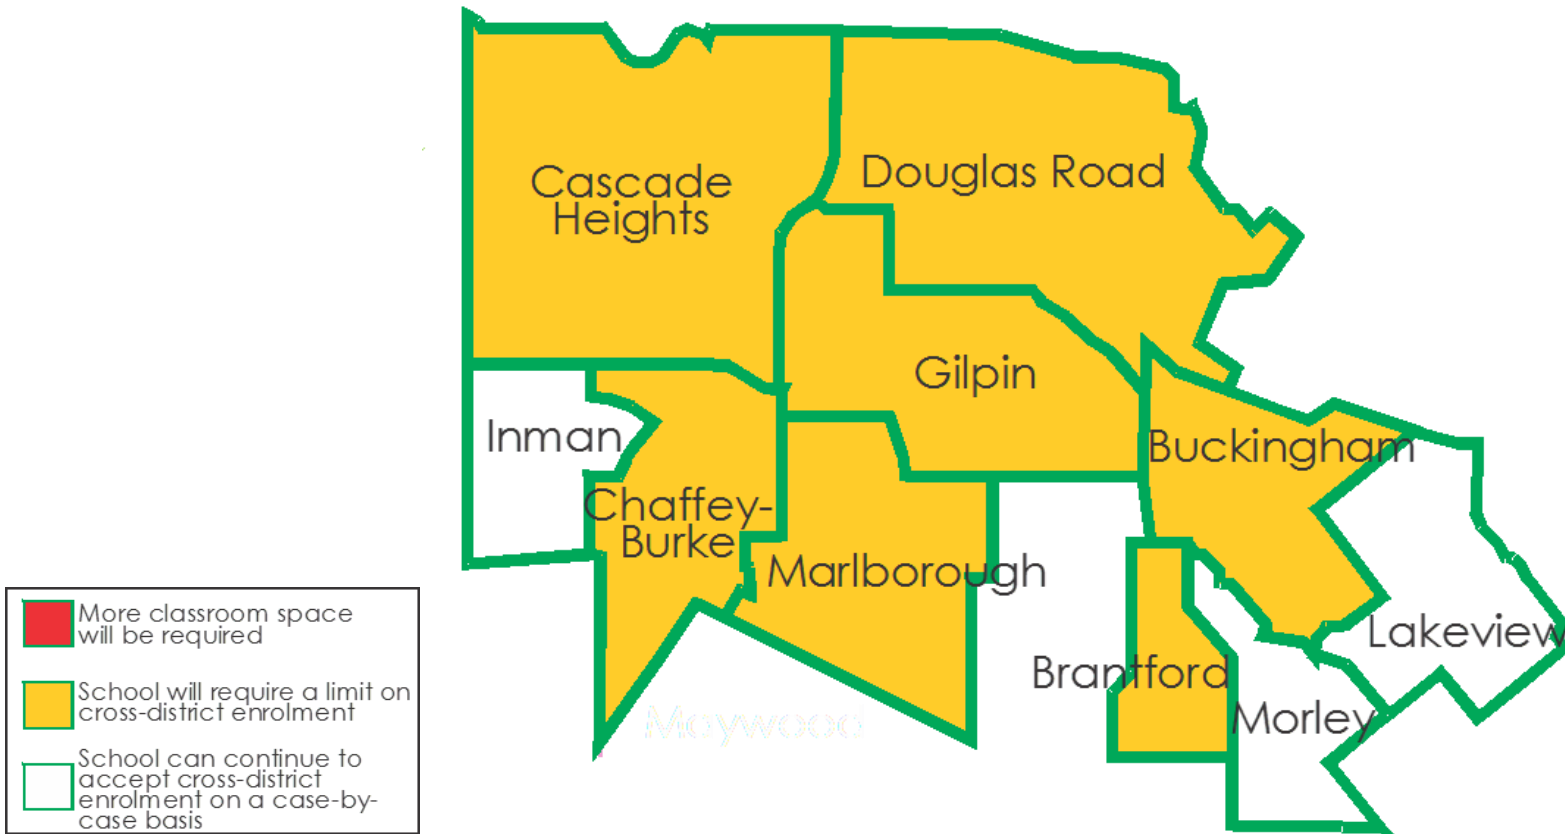 Cascade
Heights
Douglas Road
Gilpin
Inman
Buckingham
Chaffey-
Burke
Marlborough
Lakeview
Brantford
Morley
Maywood
More classroom space
will be required
School will require a limit on
cross-district enrolment
School can continue to
accept cross-district
enrolment on a case-by-
case basis